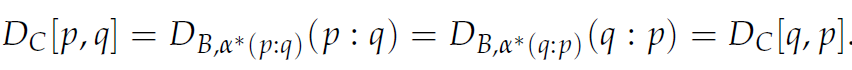 D_C[p, q] = D_{B,α*(p:q)}(p : q) = D_{B,α*(q:p)}(q : p) = D_C[q, p].